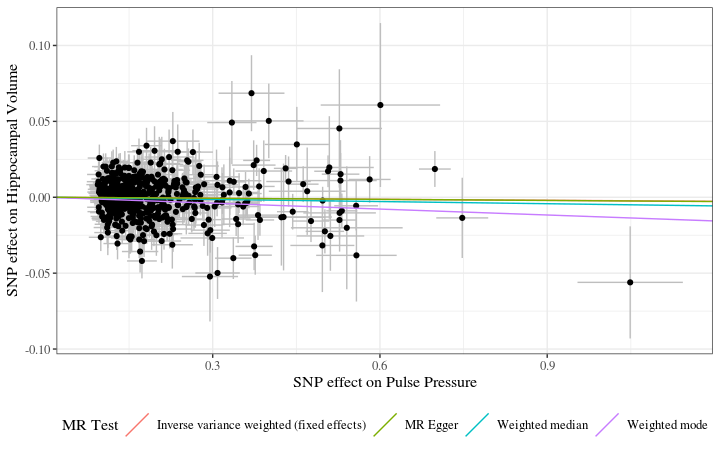 0.10
0.05
0.00
-0.05
-0.10
SNP effect on Hippocampal Volume
0.3
0.6
0.9
SNP effect on Pulse Pressure
MR Test
Inverse variance weighted (fixed effects)
MR Egger
Weighted median
Weighted mode